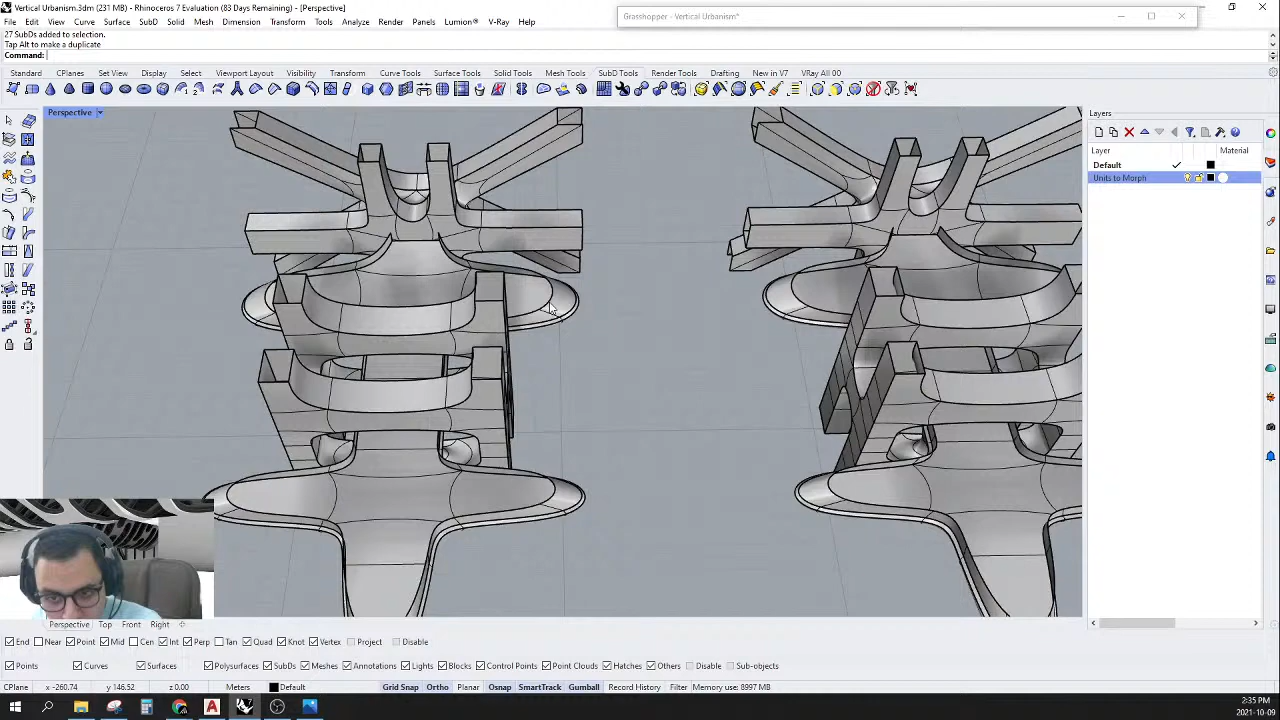 Vertical Urbanism.3dm (231 MB) - Rhinoceros 7 Evaluation (83 Days Remaining) - [Perspective]
Grasshopper - Vertical Urbanism*
File Edit View Curve Surface SubD Solid Mesh Dimension Transform Tools Analyze Render Panels Lumion® V-Ray Help
27 SubDs added to selection.
Tap Alt to make a duplicate
Command:
Standard CPlanes Set View Display Select Viewport Layout Visibility Transform Curve Tools Surface Tools Solid Tools Mesh Tools SubD Tools Render Tools Drafting New in V7 VRay All 00
Perspective
Layers
Layer Material
Default
Units to Morph
Perspective Top Front Right
End Near Point Mid Cen Int Perp Tan Quad Knot Vertex Project Disable
Points Curves Surfaces Polysurfaces SubDs Meshes Annotations Lights Blocks Control Points Point Clouds Hatches Others Disable Sub-objects
CPlane x -260.74 y 146.52 z 0.00 Meters Default Grid Snap Ortho Planar Osnap SmartTrack Gumball Record History Filter Memory use: 8997 MB
2:35 PM
2021-10-09